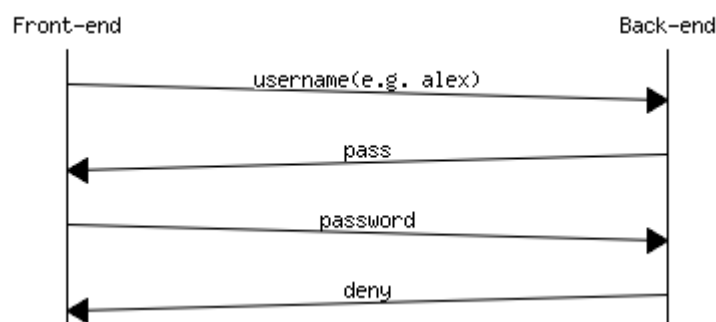 Front-end Back-end
username(e.g. alex)
pass
password
deny